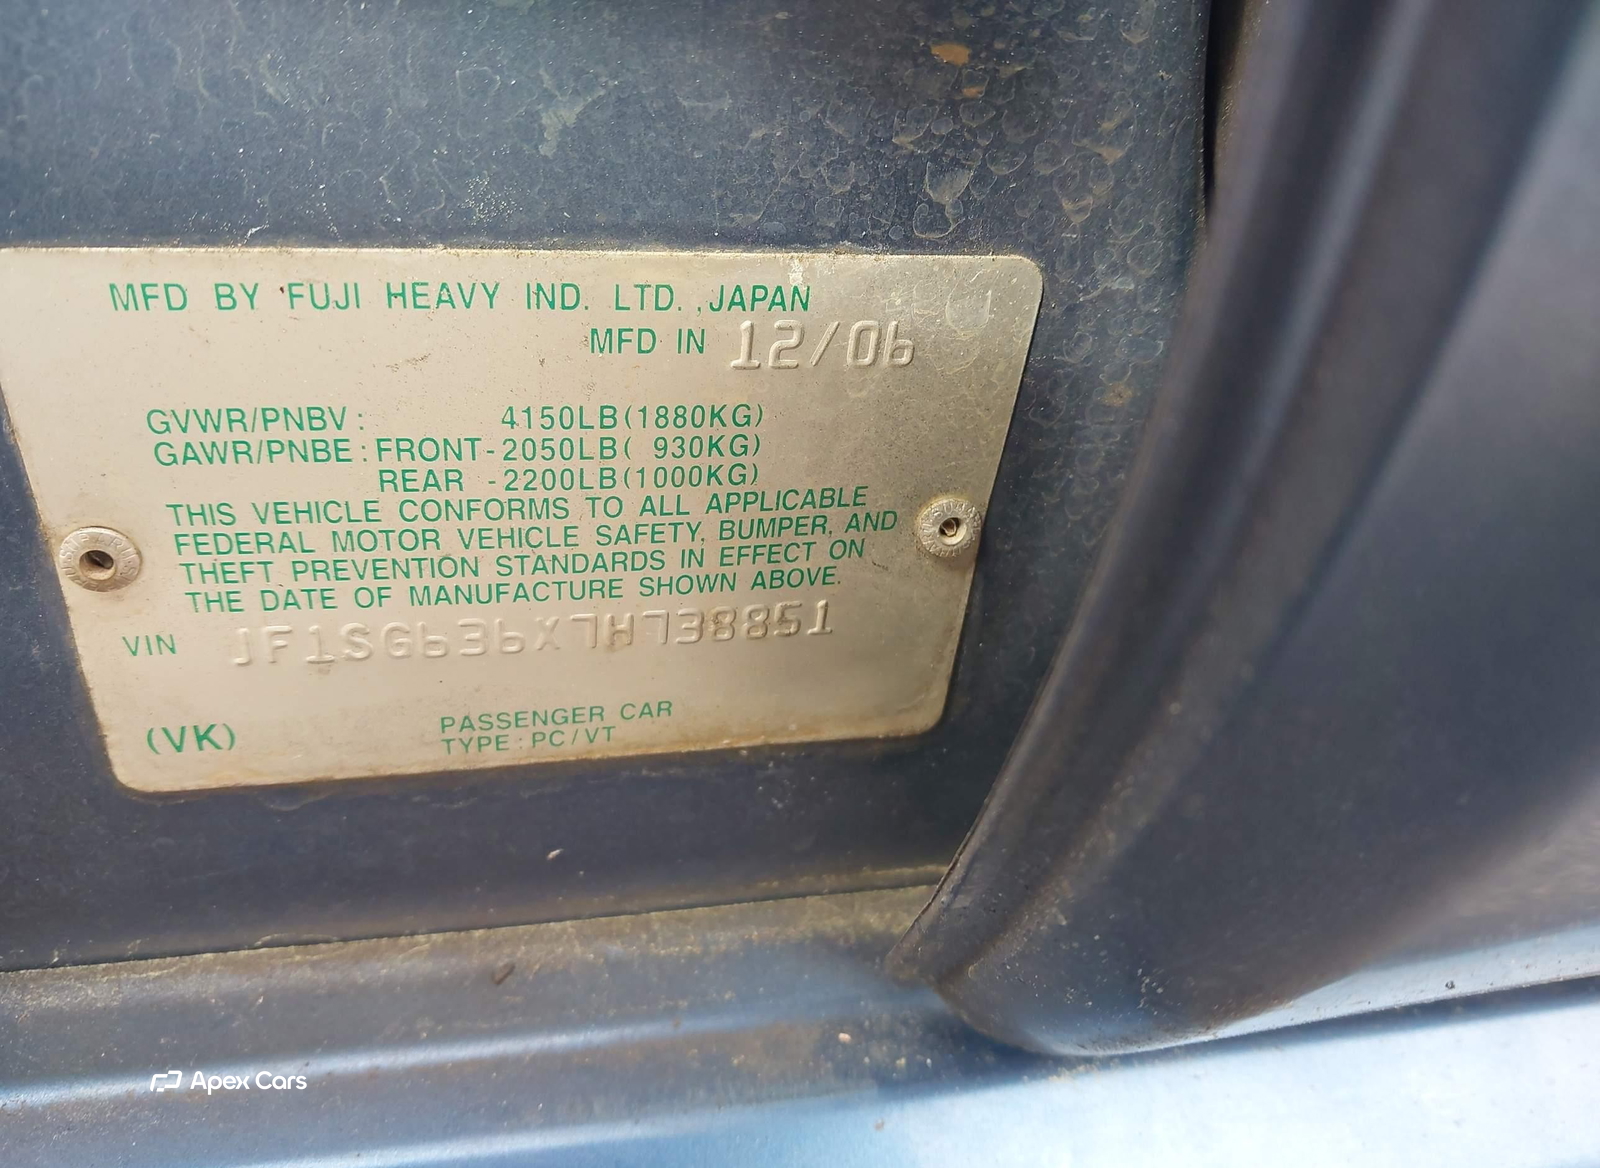 MFD BY FUJI HEAVY IND. LTD., JAPAN
MFD IN 12/06
GVWR/PNBV: 4150LB(1880KG)
GAWR/PNBE: FRONT-2050LB( 930KG)
REAR -2200LB(1000KG)
THIS VEHICLE CONFORMS TO ALL APPLICABLE
FEDERAL MOTOR VEHICLE SAFETY, BUMPER, AND
THEFT PREVENTION STANDARDS IN EFFECT ON
THE DATE OF MANUFACTURE SHOWN ABOVE.
VIN JF1SG636X7H738851
(VK)
PASSENGER CAR
TYPE: PC/VT
Apex Cars